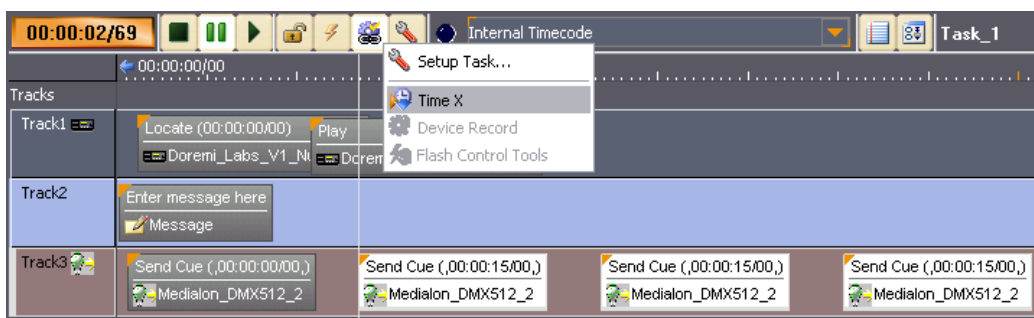 00:00:02/69
Internal Timecode
Task_1
Setup Task...
Time X
Device Record
Flash Control Tools
00:00:00/00
Tracks
Track1
Locate (00:00:00/00)
Play
Doremi_Labs_V1_Nu
Dorem
Track2
Enter message here
Message
Track3
Send Cue (,00:00:00/00,)
Send Cue (,00:00:15/00,)
Send Cue (,00:00:15/00,)
Send Cue (,00:00:15/00,)
Medialon_DMX512_2
Medialon_DMX512_2
Medialon_DMX512_2
Medialon_DMX512_2